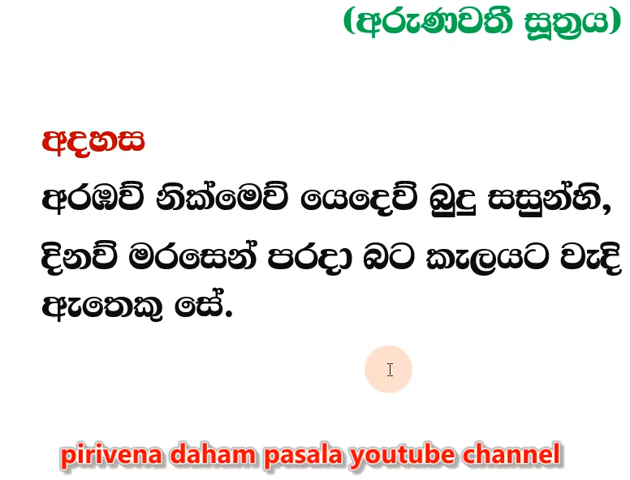 (අරුණවතී සූත්‍රය)
අදහස
අරඹව් නික්මෙව් යෙදෙව් බුදු සසුන්හි,
දිනව් මරසෙන් පරදා බට කැලයට වැදි
ඇතෙකු සේ.
pirivena daham pasala youtube channel